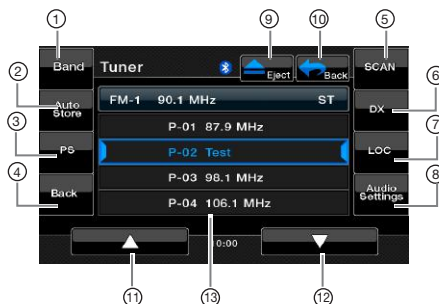 ① ⑨ ⑩ ⑤
Band Tuner Eject Back SCAN
② ⑥
Auto Store FM-1 90.1 MHz ST DX
③ P-01 87.9 MHz ⑦
PS P-02 Test LOC
④ P-03 98.1 MHz ⑧
Back P-04 106.1 MHz Audio Settings
10:00
⑪ ⑬ ⑫